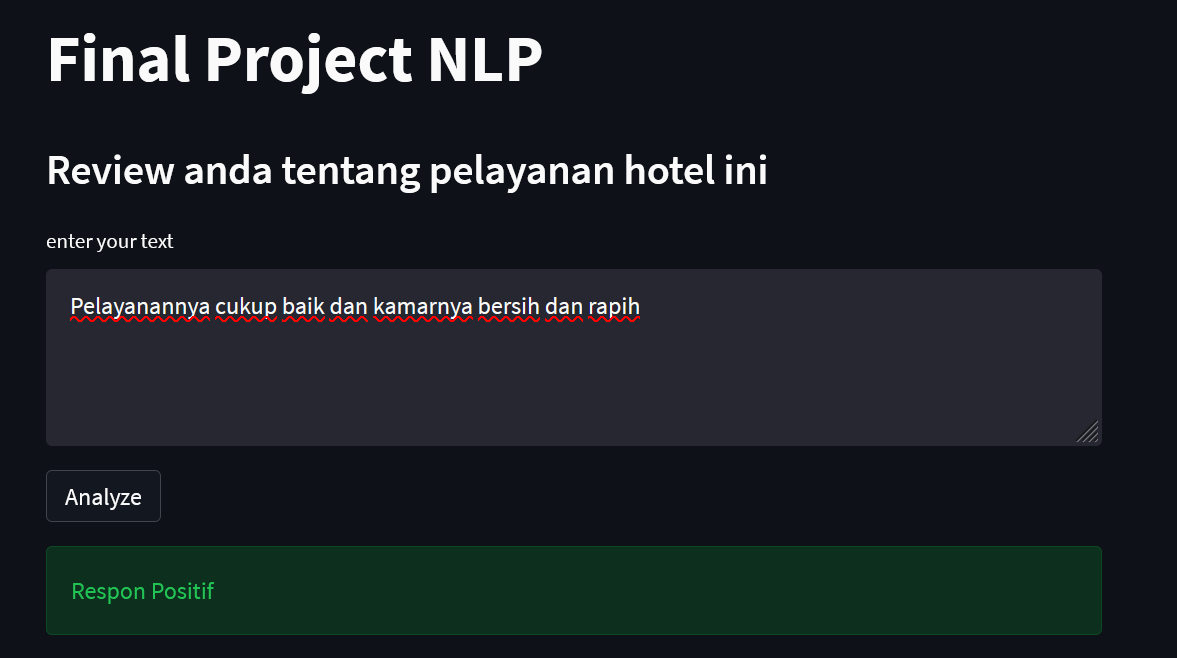 Final Project NLP
Review anda tentang pelayanan hotel ini
enter your text
Pelayanannya cukup baik dan kamarnya bersih dan rapih
Analyze
Respon Positif